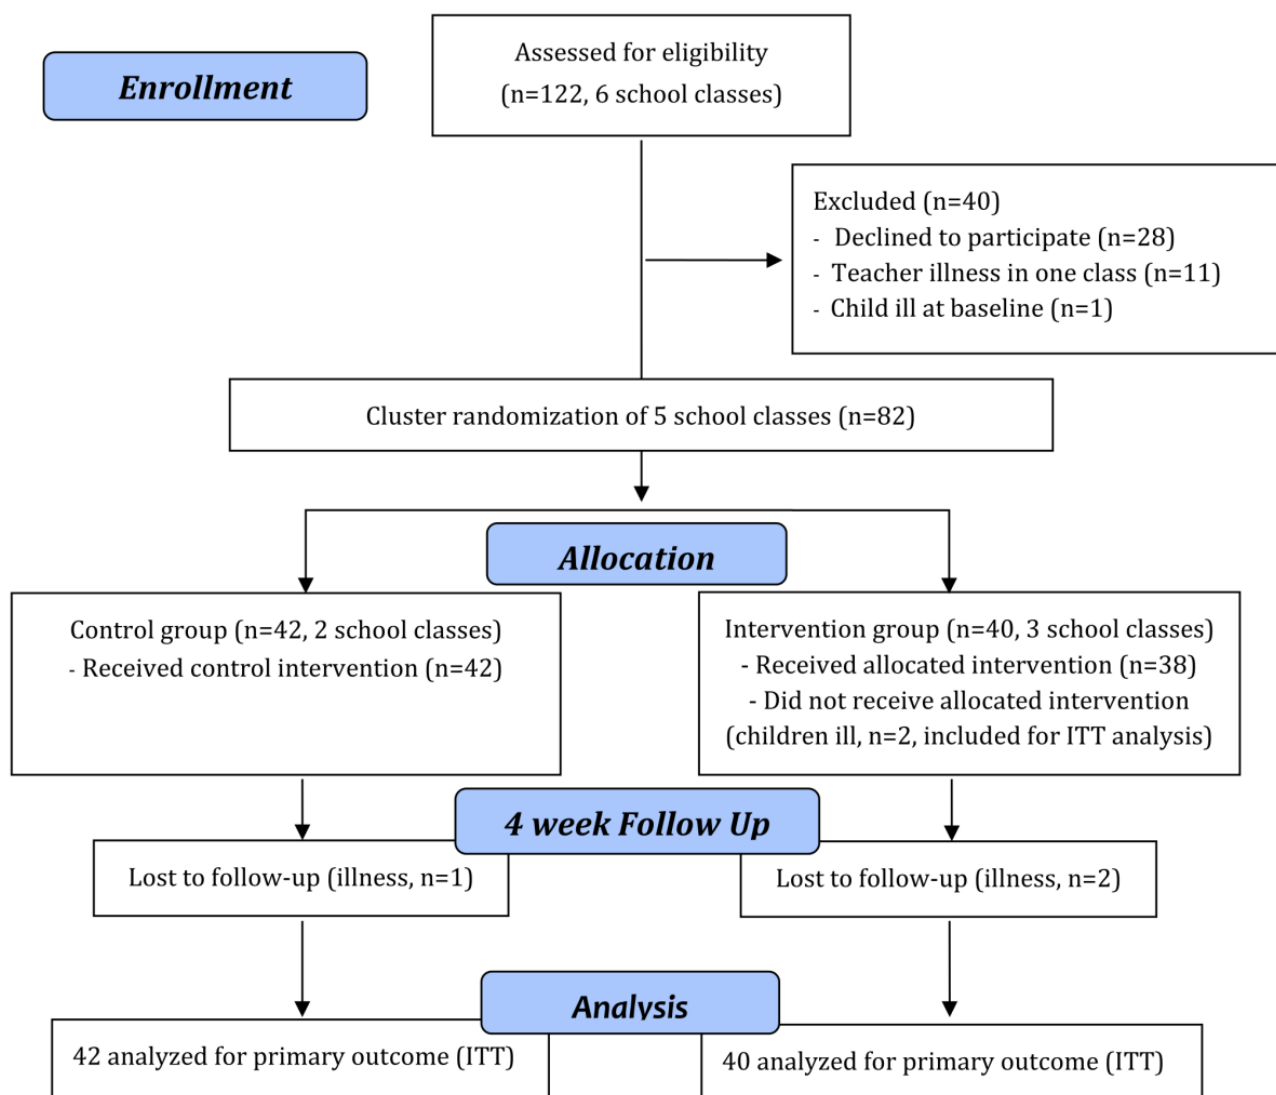 Enrollment
Assessed for eligibility
(n=122, 6 school classes)
Excluded (n=40)
- Declined to participate (n=28)
- Teacher illness in one class (n=11)
- Child ill at baseline (n=1)
Cluster randomization of 5 school classes (n=82)
Allocation
Control group (n=42, 2 school classes)
- Received control intervention (n=42)
Intervention group (n=40, 3 school classes)
- Received allocated intervention (n=38)
- Did not receive allocated intervention
(children ill, n=2, included for ITT analysis)
4 week Follow Up
Lost to follow-up (illness, n=1)
Lost to follow-up (illness, n=2)
Analysis
42 analyzed for primary outcome (ITT)
40 analyzed for primary outcome (ITT)